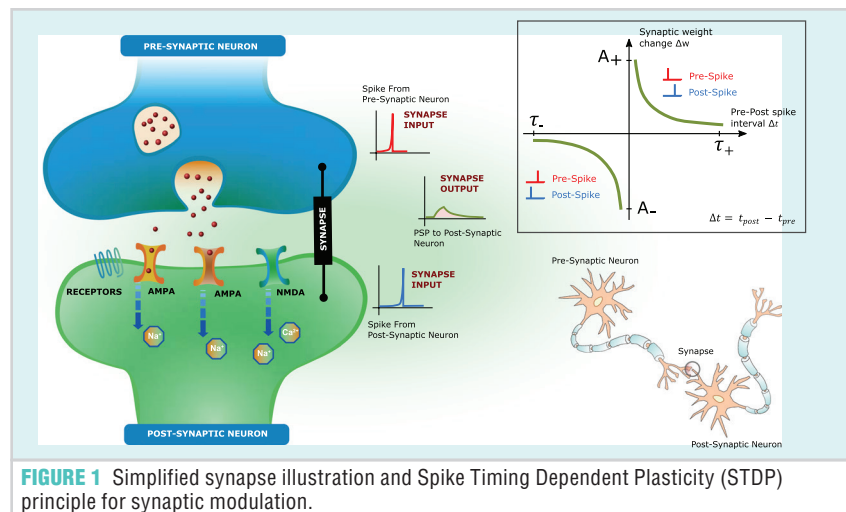 PRE-SYNAPTIC NEURON
Spike From
Pre-Synaptic Neuron
SYNAPSE
INPUT
SYNAPSE
OUTPUT
PSP to Post-Synaptic
Neuron
SYNAPSE
SYNAPSE
INPUT
Spike From
Post-Synaptic Neuron
RECEPTORS
AMPA
AMPA
NMDA
Na⁺
Na⁺
Na⁺
Ca²⁺
POST-SYNAPTIC NEURON
Synaptic weight
change Δw
A+
Pre-Spike
Post-Spike
Pre-Post spike
interval Δt
τ-
τ+
Pre-Spike
Post-Spike
A-
Δt = t_post − t_pre
Pre-Synaptic Neuron
Synapse
Post-Synaptic Neuron
FIGURE 1 Simplified synapse illustration and Spike Timing Dependent Plasticity (STDP)
principle for synaptic modulation.